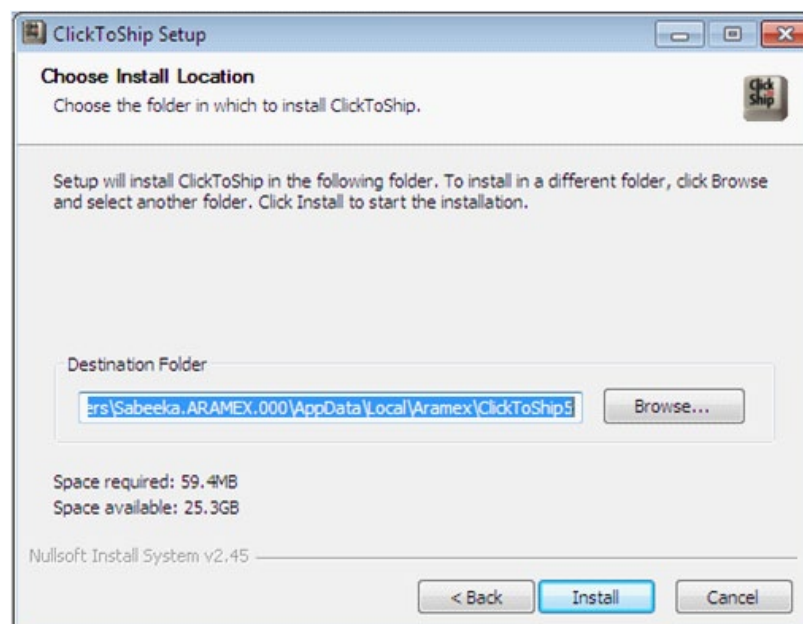 ClickToShip Setup
Choose Install Location
Choose the folder in which to install ClickToShip.
Click
Ship
Setup will install ClickToShip in the following folder. To install in a different folder, click Browse
and select another folder. Click Install to start the installation.
Destination Folder
ers\Sabeeka.ARAMEX.000\AppData\Local\Aramex\ClickToShip5
Browse...
Space required: 59.4MB
Space available: 25.3GB
Nullsoft Install System v2.45
< Back
Install
Cancel